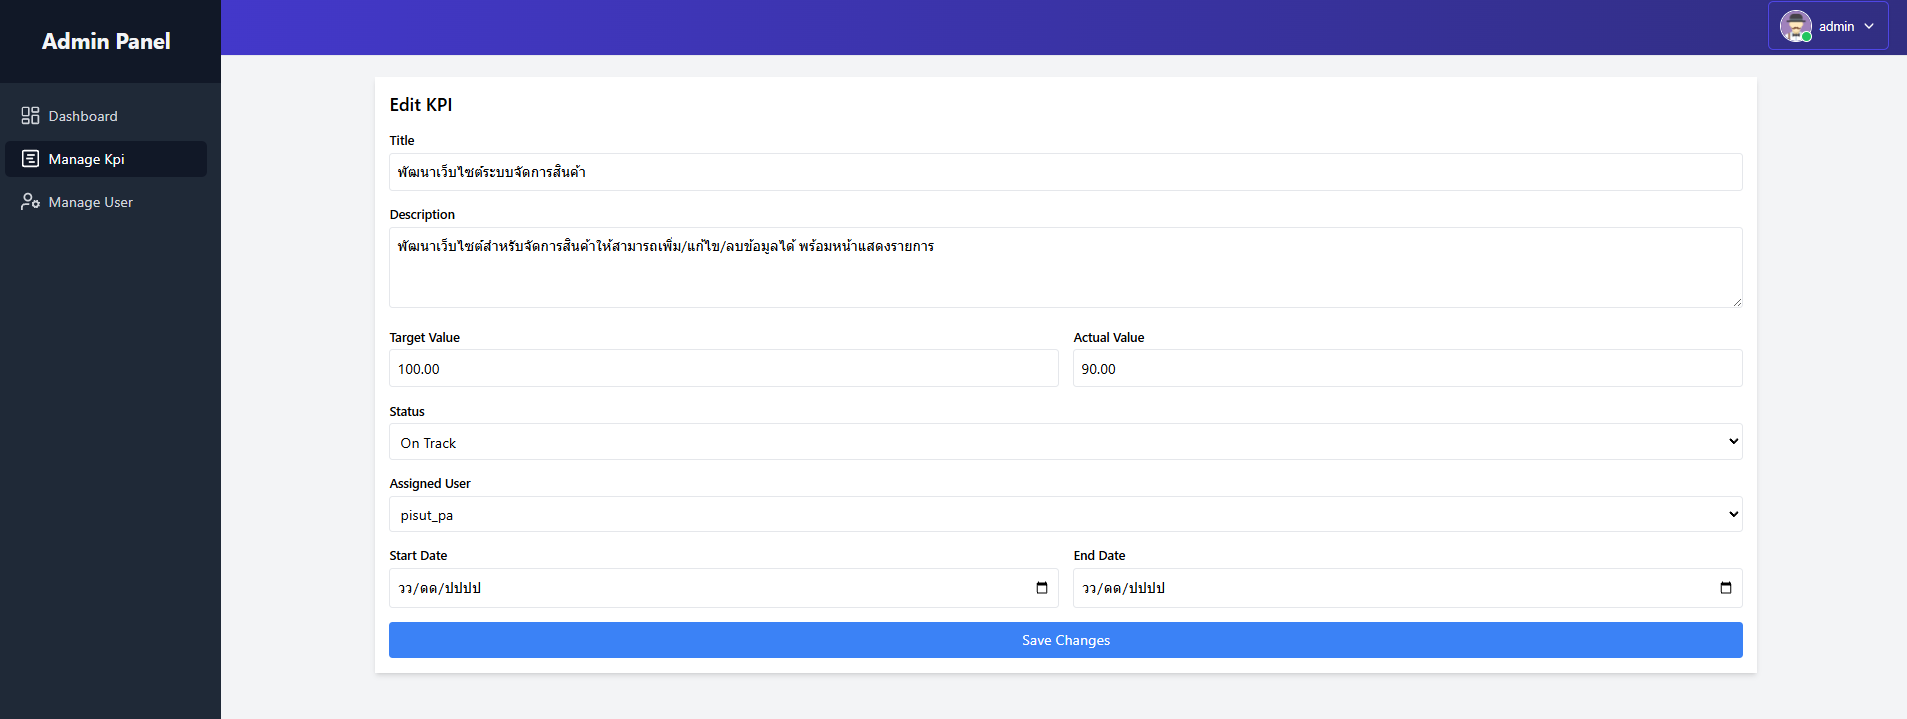 Admin Panel
admin
Dashboard
Manage Kpi
Manage User
Edit KPI
Title
พัฒนาเว็บไซต์ระบบจัดการสินค้า
Description
พัฒนาเว็บไซต์สำหรับจัดการสินค้าให้สามารถเพิ่ม/แก้ไข/ลบข้อมูลได้ พร้อมหน้าแสดงรายการ
Target Value
Actual Value
100.00
90.00
Status
On Track
Assigned User
pisut_pa
Start Date
End Date
วว/ดด/ปปปป
วว/ดด/ปปปป
Save Changes